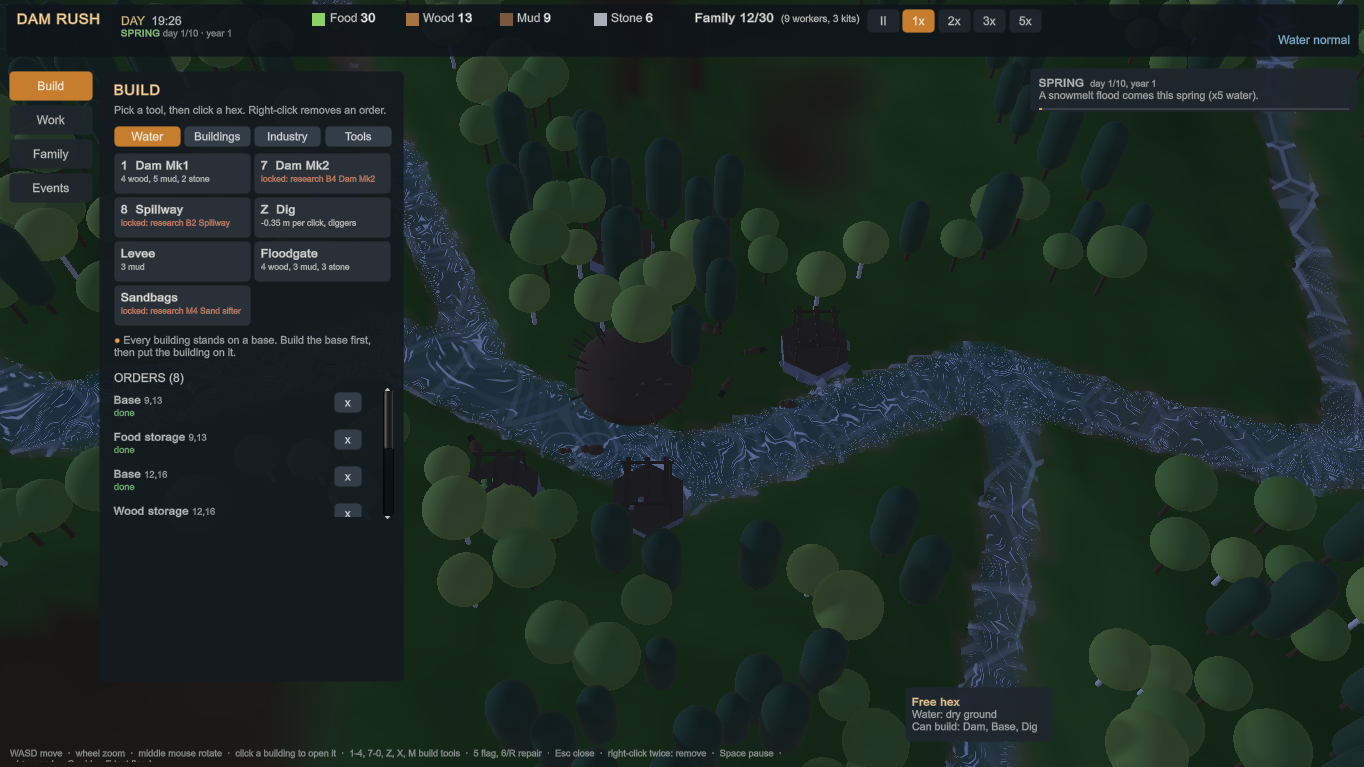 DAM RUSH
DAY 19:26
SPRING day 1/10 · year 1
Food 30
Wood 13
Mud 9
Stone 6
Family 12/30 (9 workers, 3 kits)
II
1x
2x
3x
5x
Water normal
Build
Work
Family
Events
BUILD
Pick a tool, then click a hex. Right-click removes an order.
Water
Buildings
Industry
Tools
1 Dam Mk1
4 wood, 5 mud, 2 stone
7 Dam Mk2
locked: research B4 Dam Mk2
8 Spillway
locked: research B2 Spillway
Z Dig
-0.35 m per click, diggers
Levee
3 mud
Floodgate
4 wood, 3 mud, 3 stone
Sandbags
locked: research M4 Sand sifter
● Every building stands on a base. Build the base first,
then put the building on it.
ORDERS (8)
Base 9,13
done
x
Food storage 9,13
done
x
Base 12,16
done
x
Wood storage 12,16
x
SPRING day 1/10, year 1
A snowmelt flood comes this spring (x5 water).
Free hex
Water: dry ground
Can build: Dam, Base, Dig
WASD move · wheel zoom · middle mouse rotate · click a building to open it · 1-4, 7-0, Z, X, M build tools · 5 flag, 6/R repair · Esc close · right-click twice: remove · Space pause ·